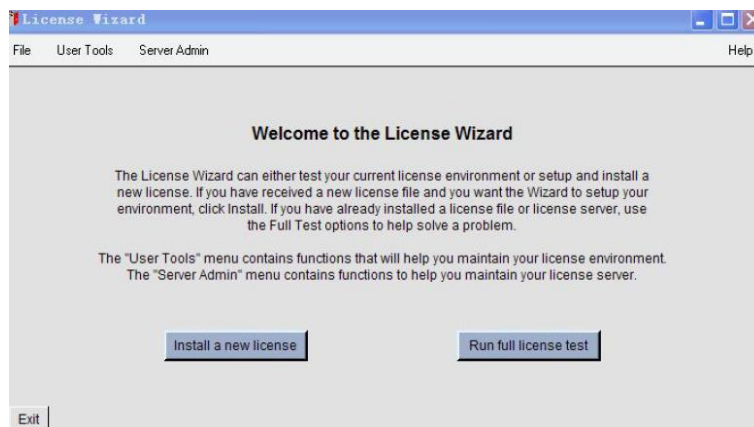 License Wizard
File User Tools Server Admin Help
Welcome to the License Wizard
The License Wizard can either test your current license environment or setup and install a
new license. If you have received a new license file and you want the Wizard to setup your
environment, click Install. If you have already installed a license file or license server, use
the Full Test options to help solve a problem.
The "User Tools" menu contains functions that will help you maintain your license environment.
The "Server Admin" menu contains functions to help you maintain your license server.
Install a new license Run full license test
Exit